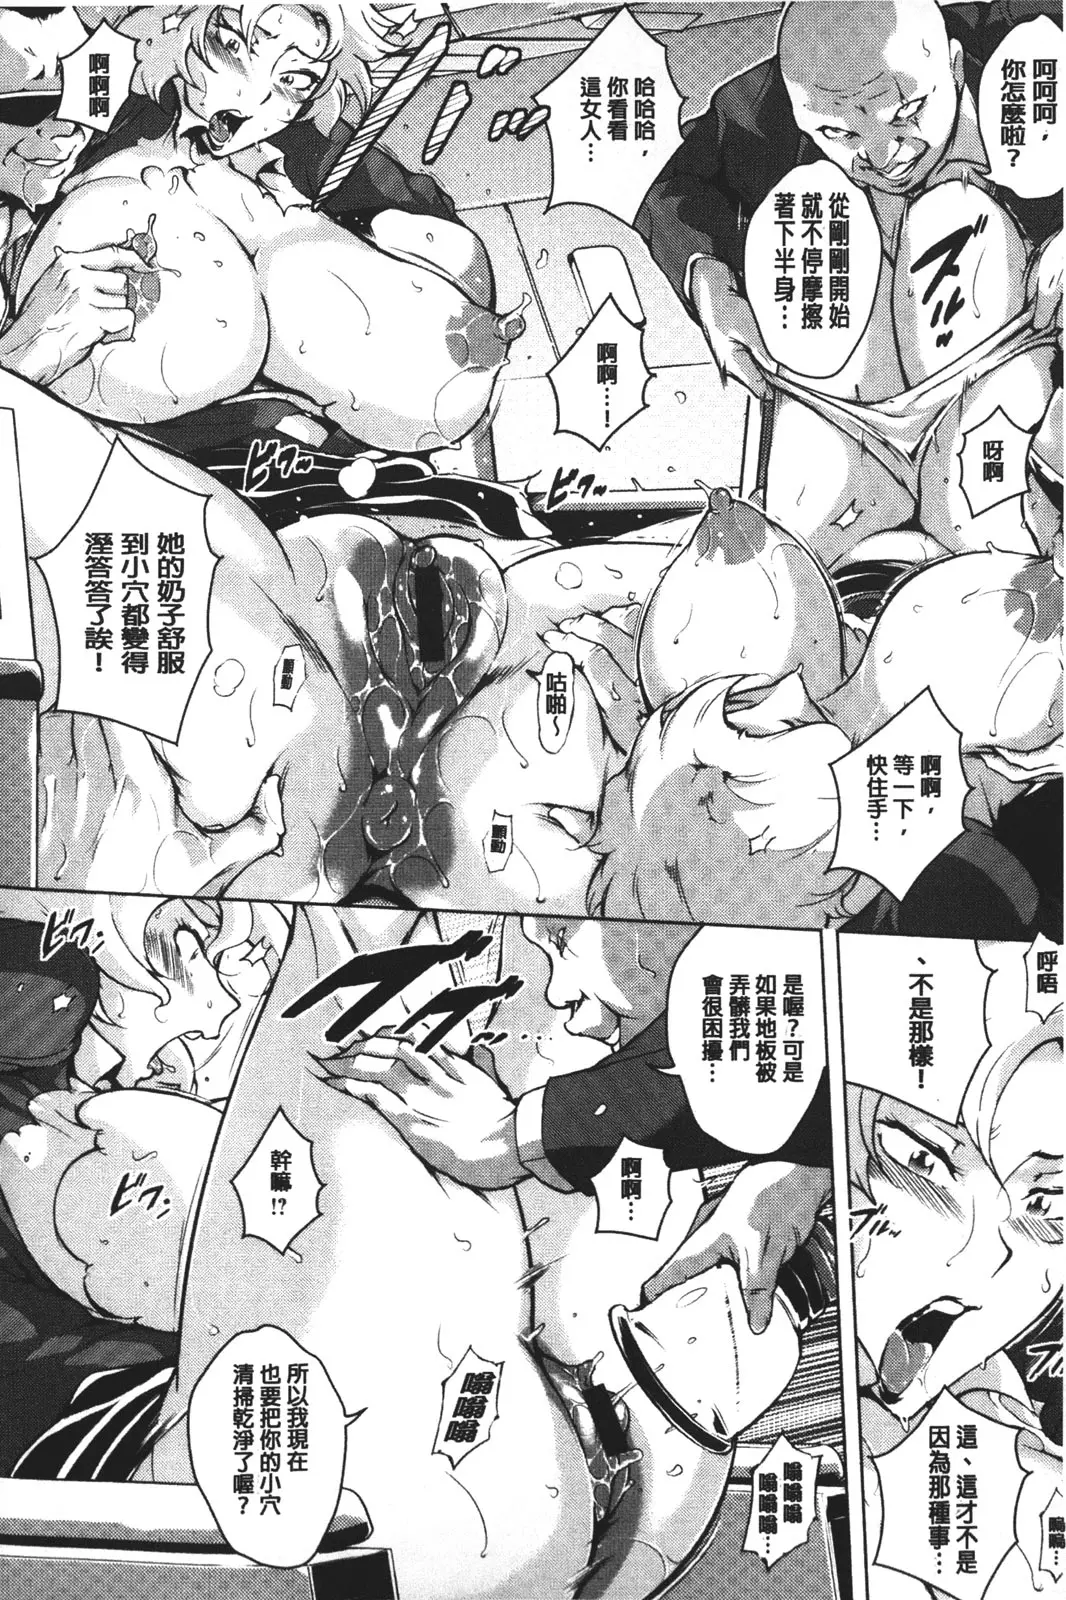 呵呵呵，
你怎麼啦？
從剛剛開始
就不停摩擦
著下半身…
哈哈哈，
你看看
這女人…
啊啊啊
呀啊
啊啊…！
ビクッ
ビクッ
她的奶子舒服
到小穴都變得
溼答答了誒！
顫動
咕啪~
顫動
啊啊，
等一下，
快住手…
呼唔
、不是那樣！
這、這才不是
因為那種事…
嗡嗡…
是喔？可是
如果地板被
弄髒我們
會很困擾…
啊啊…
幹嘛!?
所以我現在
也要把你的小穴
清掃乾淨了喔？
嗡嗡嗡
嗡嗡嗡
嗡嗡嗡…